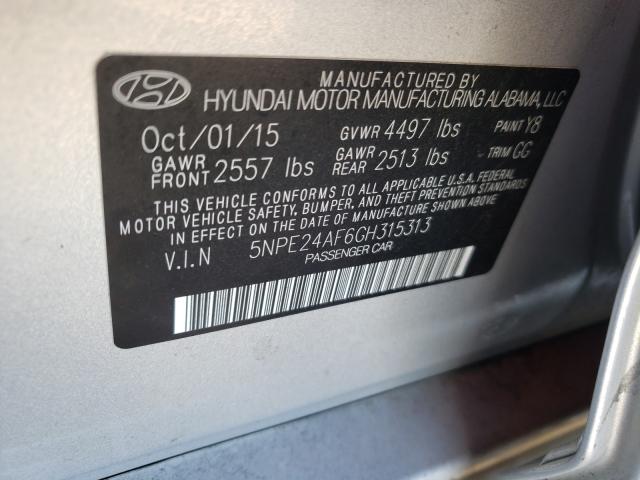 MANUFACTURED BY
HYUNDAI MOTOR MANUFACTURING ALABAMA, LLC
Oct/01/15 GVWR 4497 lbs PAINT Y8
GAWR FRONT 2557 lbs GAWR REAR 2513 lbs TRIM GG
THIS VEHICLE CONFORMS TO ALL APPLICABLE U.S.A. FEDERAL
MOTOR VEHICLE SAFETY, BUMPER, AND THEFT PREVENTION STANDARDS
IN EFFECT ON THE DATE OF MANUFACTURE SHOWN ABOVE.
V.I.N 5NPE24AF6GH315313
PASSENGER CAR